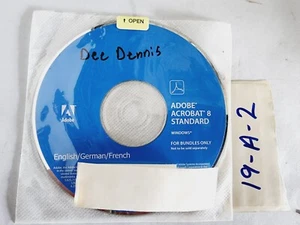 ↑ OPEN
Dee Dennis
Adobe
ADOBE®
ACROBAT® 8
STANDARD
WINDOWS®
FOR BUNDLES ONLY
Not to be sold separately
English/German/French
19-A-2